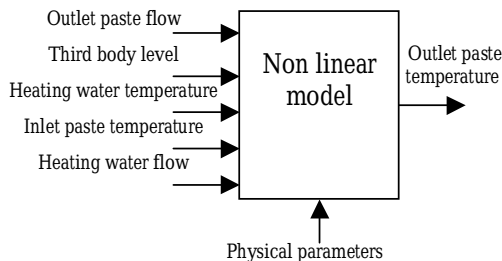 Outlet paste flow
Third body level
Heating water temperature
Inlet paste temperature
Heating water flow
Non linear
model
Outlet paste
temperature
Physical parameters